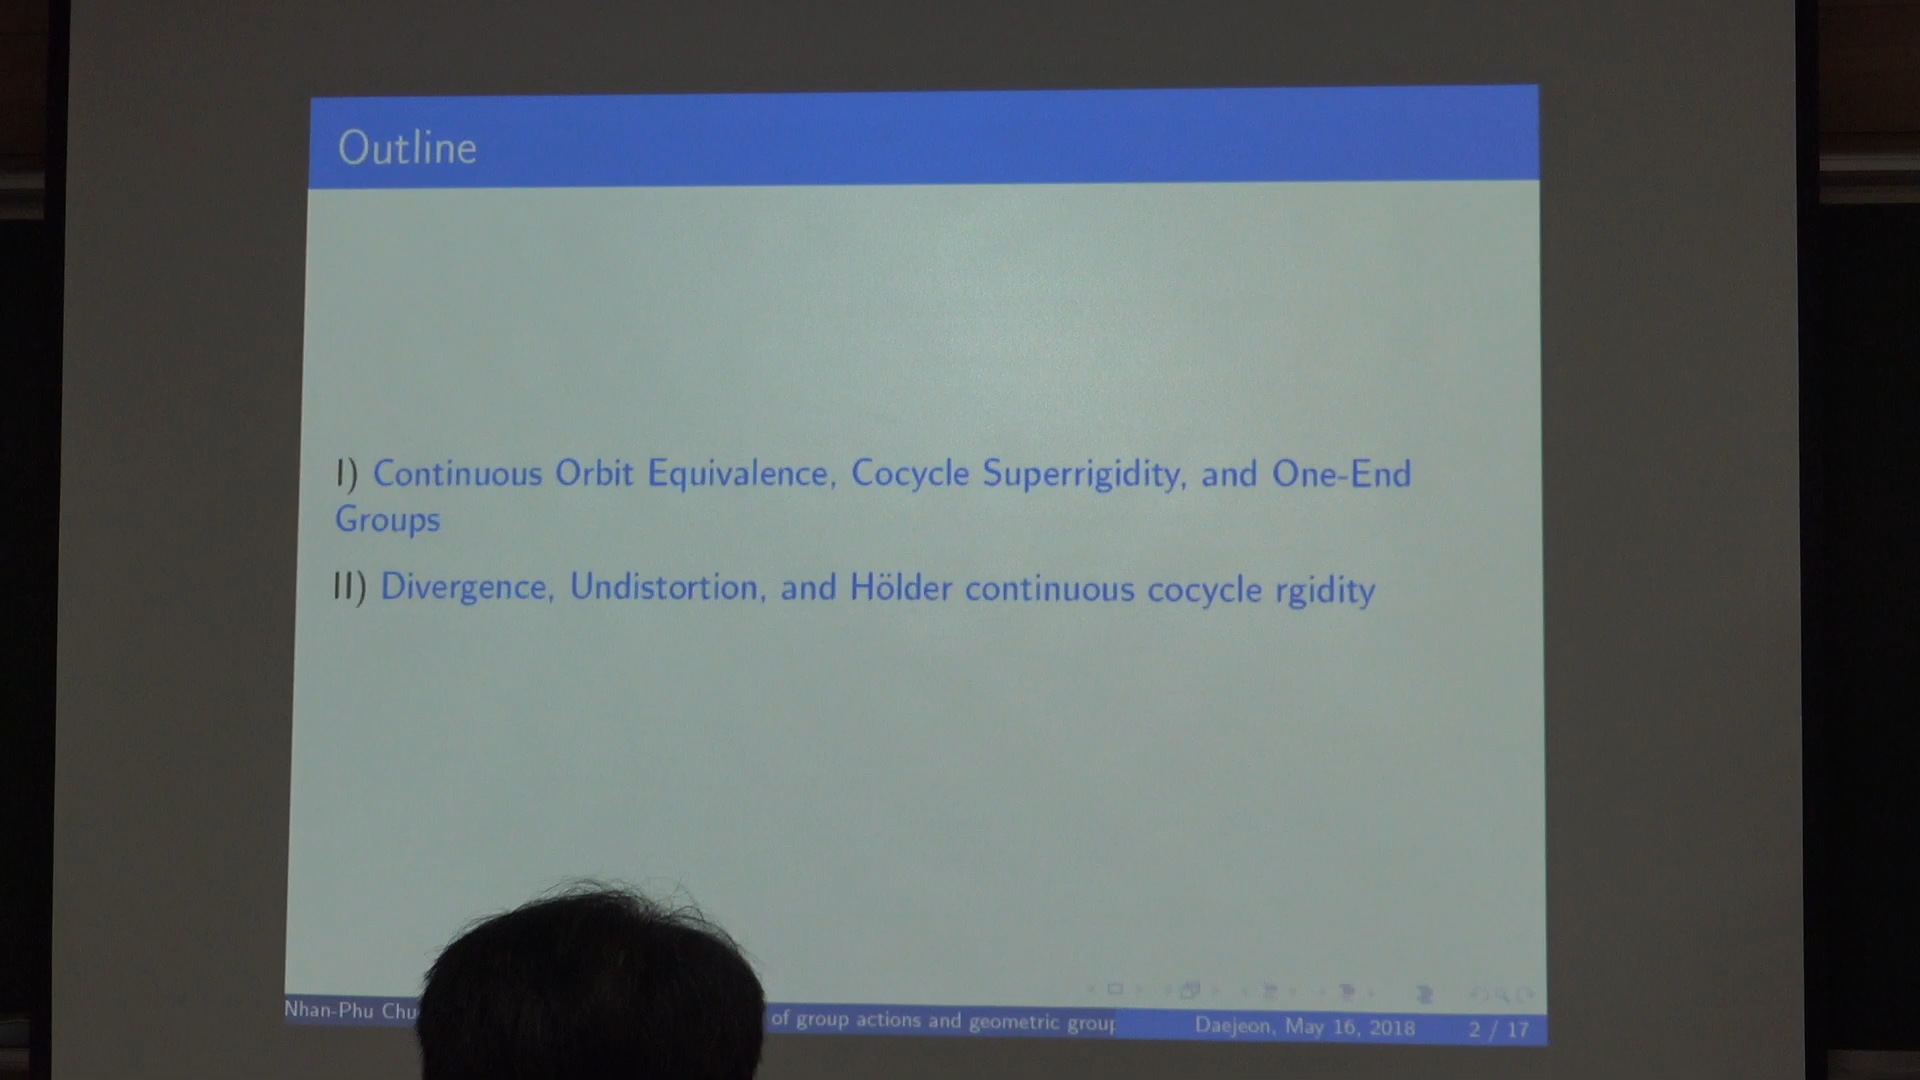 Outline
I) Continuous Orbit Equivalence, Cocycle Superrigidity, and One-End
Groups
II) Divergence, Undistortion, and Hölder continuous cocycle rgidity
Nhan-Phu Chu
of group actions and geometric group
Daejeon, May 16, 2018
2 / 17